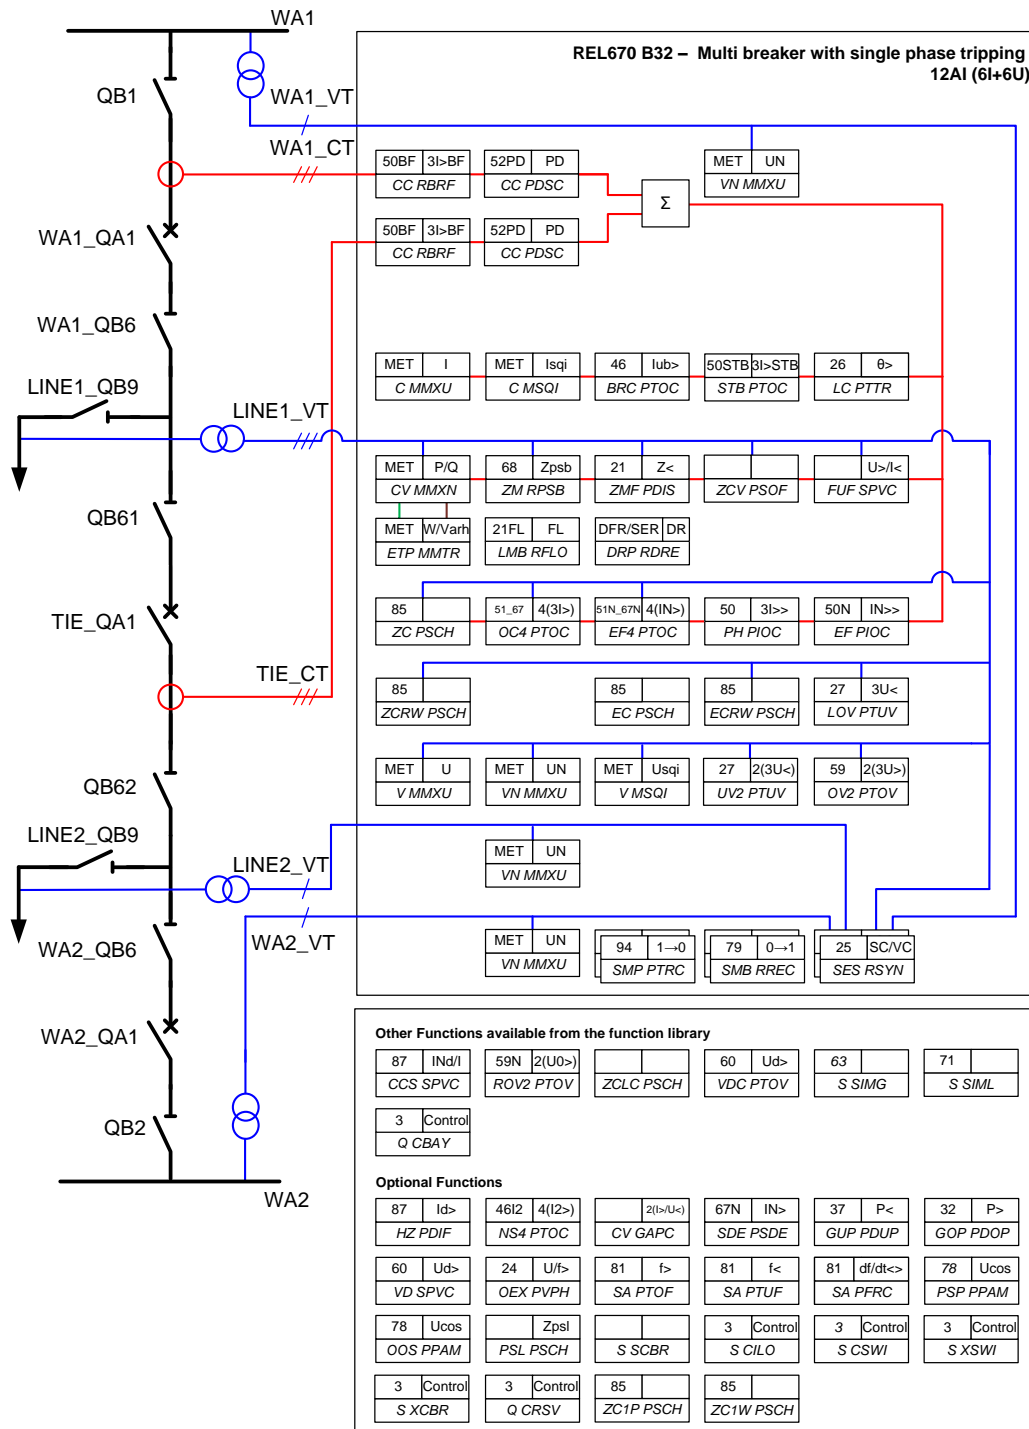 WA1
REL670 B32 – Multi breaker with single phase tripping
12AI (6I+6U)
QB1
WA1_VT
WA1_CT
50BF 3I>BF
CC RBRF
52PD PD
CC PDSC
MET UN
VN MMXU
Σ
50BF 3I>BF
CC RBRF
52PD PD
CC PDSC
WA1_QA1
WA1_QB6
MET I
C MMXU
MET Isqi
C MSQI
46 Iub>
BRC PTOC
50STB 3I>STB
STB PTOC
26 θ>
LC PTTR
LINE1_QB9
LINE1_VT
MET P/Q
CV MMXN
68 Zpsb
ZM RPSB
21 Z<
ZMF PDIS
ZCV PSOF
U>/I<
FUF SPVC
QB61
MET W/Varh
ETP MMTR
21FL FL
LMB RFLO
DFR/SER DR
DRP RDRE
TIE_QA1
85
ZC PSCH
51_67 4(3I>)
OC4 PTOC
51N_67N 4(IN>)
EF4 PTOC
50 3I>>
PH PIOC
50N IN>>
EF PIOC
TIE_CT
85
ZCRW PSCH
85
EC PSCH
85
ECRW PSCH
27 3U<
LOV PTUV
QB62
MET U
V MMXU
MET UN
VN MMXU
MET Usqi
V MSQI
27 2(3U<)
UV2 PTUV
59 2(3U>)
OV2 PTOV
LINE2_QB9
LINE2_VT
MET UN
VN MMXU
WA2_QB6
WA2_VT
MET UN
VN MMXU
94 1→0
SMP PTRC
79 0→1
SMB RREC
25 SC/VC
SES RSYN
WA2_QA1
QB2
WA2
Other Functions available from the function library
87 INd/I
CCS SPVC
59N 2(U0>)
ROV2 PTOV
ZCLC PSCH
60 Ud>
VDC PTOV
63
S SIMG
71
S SIML
3 Control
Q CBAY
Optional Functions
87 Id>
HZ PDIF
46I2 4(I2>)
NS4 PTOC
2(I>/U<)
CV GAPC
67N IN>
SDE PSDE
37 P<
GUP PDUP
32 P>
GOP PDOP
60 Ud>
VD SPVC
24 U/f>
OEX PVPH
81 f>
SA PTOF
81 f<
SA PTUF
81 df/dt<>
SA PFRC
78 Ucos
PSP PPAM
78 Ucos
OOS PPAM
Zpsl
PSL PSCH
S SCBR
3 Control
S CILO
3 Control
S CSWI
3 Control
S XSWI
3 Control
S XCBR
3 Control
Q CRSV
85
ZC1P PSCH
85
ZC1W PSCH